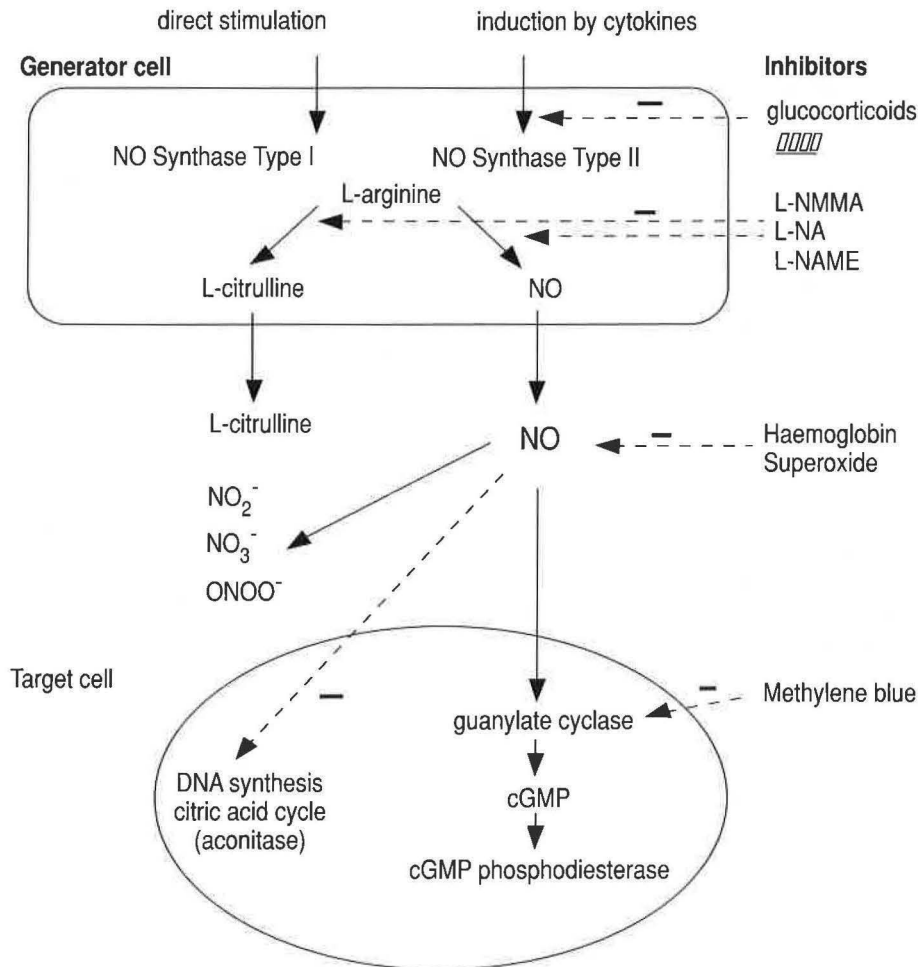 direct stimulation
induction by cytokines
Generator cell
Inhibitors
glucocorticoids
NO Synthase Type I
NO Synthase Type II
L-arginine
L-NMMA
L-NA
L-NAME
L-citrulline
NO
L-citrulline
NO
Haemoglobin
Superoxide
NO₂⁻
NO₃⁻
ONOO⁻
Target cell
guanylate cyclase
Methylene blue
DNA synthesis
citric acid cycle
(aconitase)
cGMP
cGMP phosphodiesterase